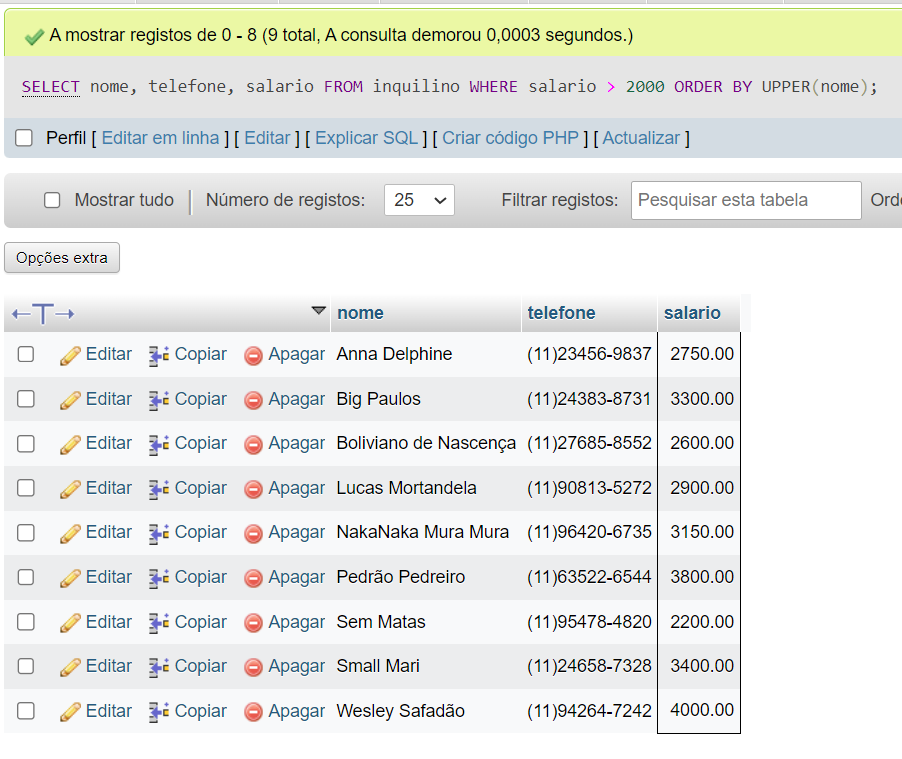 A mostrar registos de 0 - 8 (9 total, A consulta demorou 0,0003 segundos.)
SELECT nome, telefone, salario FROM inquilino WHERE salario > 2000 ORDER BY UPPER(nome);
Perfil [ Editar em linha ] [ Editar ] [ Explicar SQL ] [ Criar código PHP ] [ Actualizar ]
Mostrar tudo | Número de registos: 25 Filtrar registos: Pesquisar esta tabela
Opções extra
←T→ nome telefone salario
Editar Copiar Apagar Anna Delphine (11)23456-9837 2750.00
Editar Copiar Apagar Big Paulos (11)24383-8731 3300.00
Editar Copiar Apagar Boliviano de Nascença (11)27685-8552 2600.00
Editar Copiar Apagar Lucas Mortandela (11)90813-5272 2900.00
Editar Copiar Apagar NakaNaka Mura Mura (11)96420-6735 3150.00
Editar Copiar Apagar Pedrão Pedreiro (11)63522-6544 3800.00
Editar Copiar Apagar Sem Matas (11)95478-4820 2200.00
Editar Copiar Apagar Small Mari (11)24658-7328 3400.00
Editar Copiar Apagar Wesley Safadão (11)94264-7242 4000.00